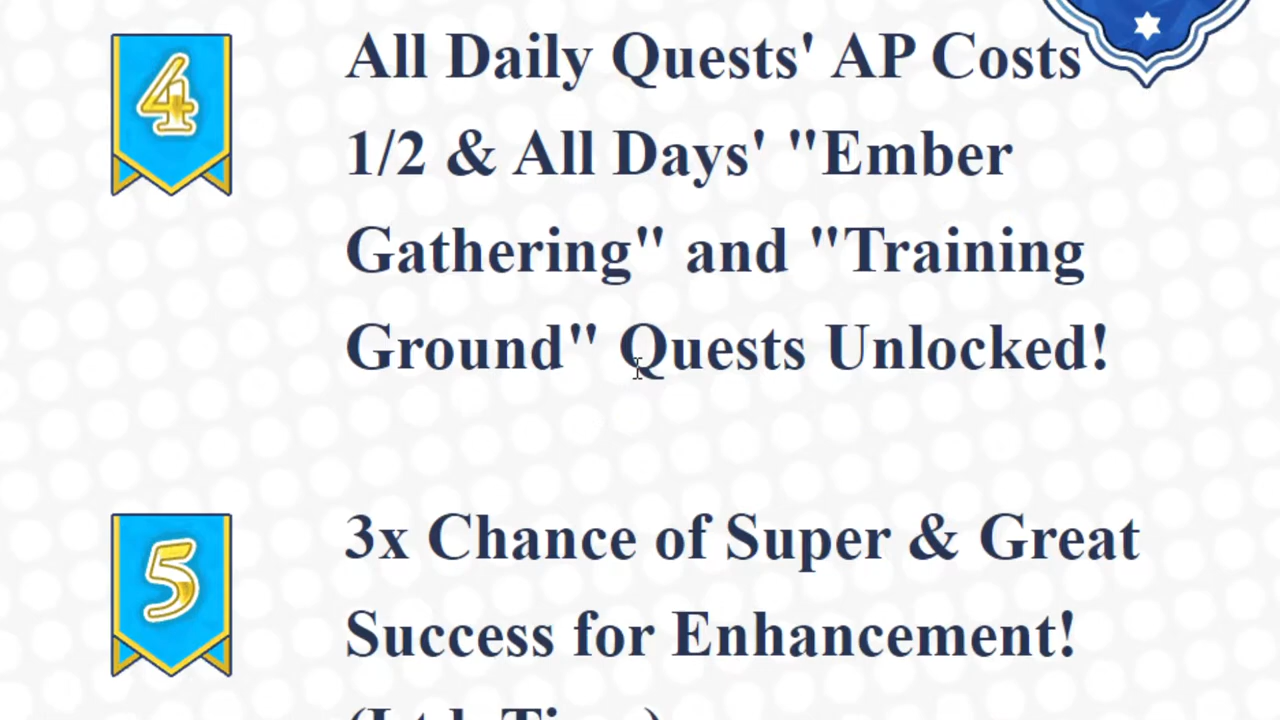 4
All Daily Quests' AP Costs
1/2 & All Days' "Ember
Gathering" and "Training
Ground" Quests Unlocked!
5
3x Chance of Super & Great
Success for Enhancement!